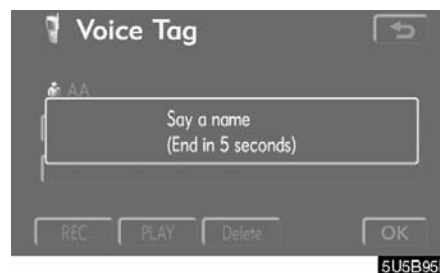 Voice Tag
AA
Say a name
(End in 5 seconds)
REC PLAY Delete OK
5U5B95